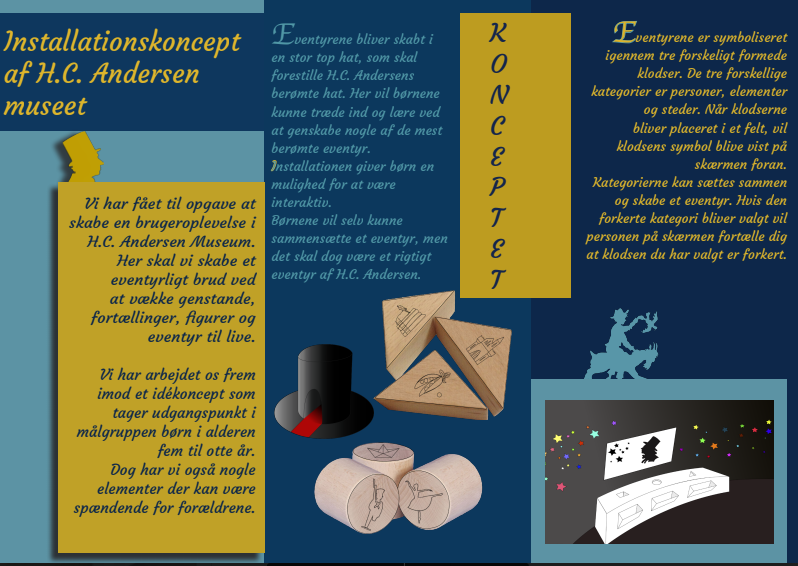 Installationskoncept
af H.C. Andersen
museet
Vi har fået til opgave at
skabe en brugeroplevelse i
H.C. Andersen Museum.
Her skal vi skabe et
eventyrligt brud ved
at vække genstande,
fortællinger, figurer og
eventyr til live.
Vi har arbejdet os frem
imod et idékoncept som
tager udgangspunkt i
målgruppen børn i alderen
fem til otte år.
Dog har vi også nogle
elementer der kan være
spændende for forældrene.
Eventyrene bliver skabt i
en stor top hat, som skal
forestille H.C. Andersens
berømte hat. Her vil børnene
kunne træde ind og lære ved
at genskabe nogle af de mest
berømte eventyr.
Installationen giver børn en
mulighed for at være
interaktiv.
Børnene vil selv kunne
sammensætte et eventyr, men
det skal dog være et rigtigt
eventyr af H.C. Andersen.
K
O
N
C
E
P
T
E
T
Eventyrene er symboliseret
igennem tre forskeligt formede
klodser. De tre forskellige
kategorier er personer, elementer
og steder. Når klodserne
bliver placeret i et felt, vil
klodsens symbol blive vist på
skærmen foran.
Kategorierne kan sættes sammen
og skabe et eventyr. Hvis den
forkerte kategori bliver valgt vil
personen på skærmen fortælle dig
at klodsen du har valgt er forkert.